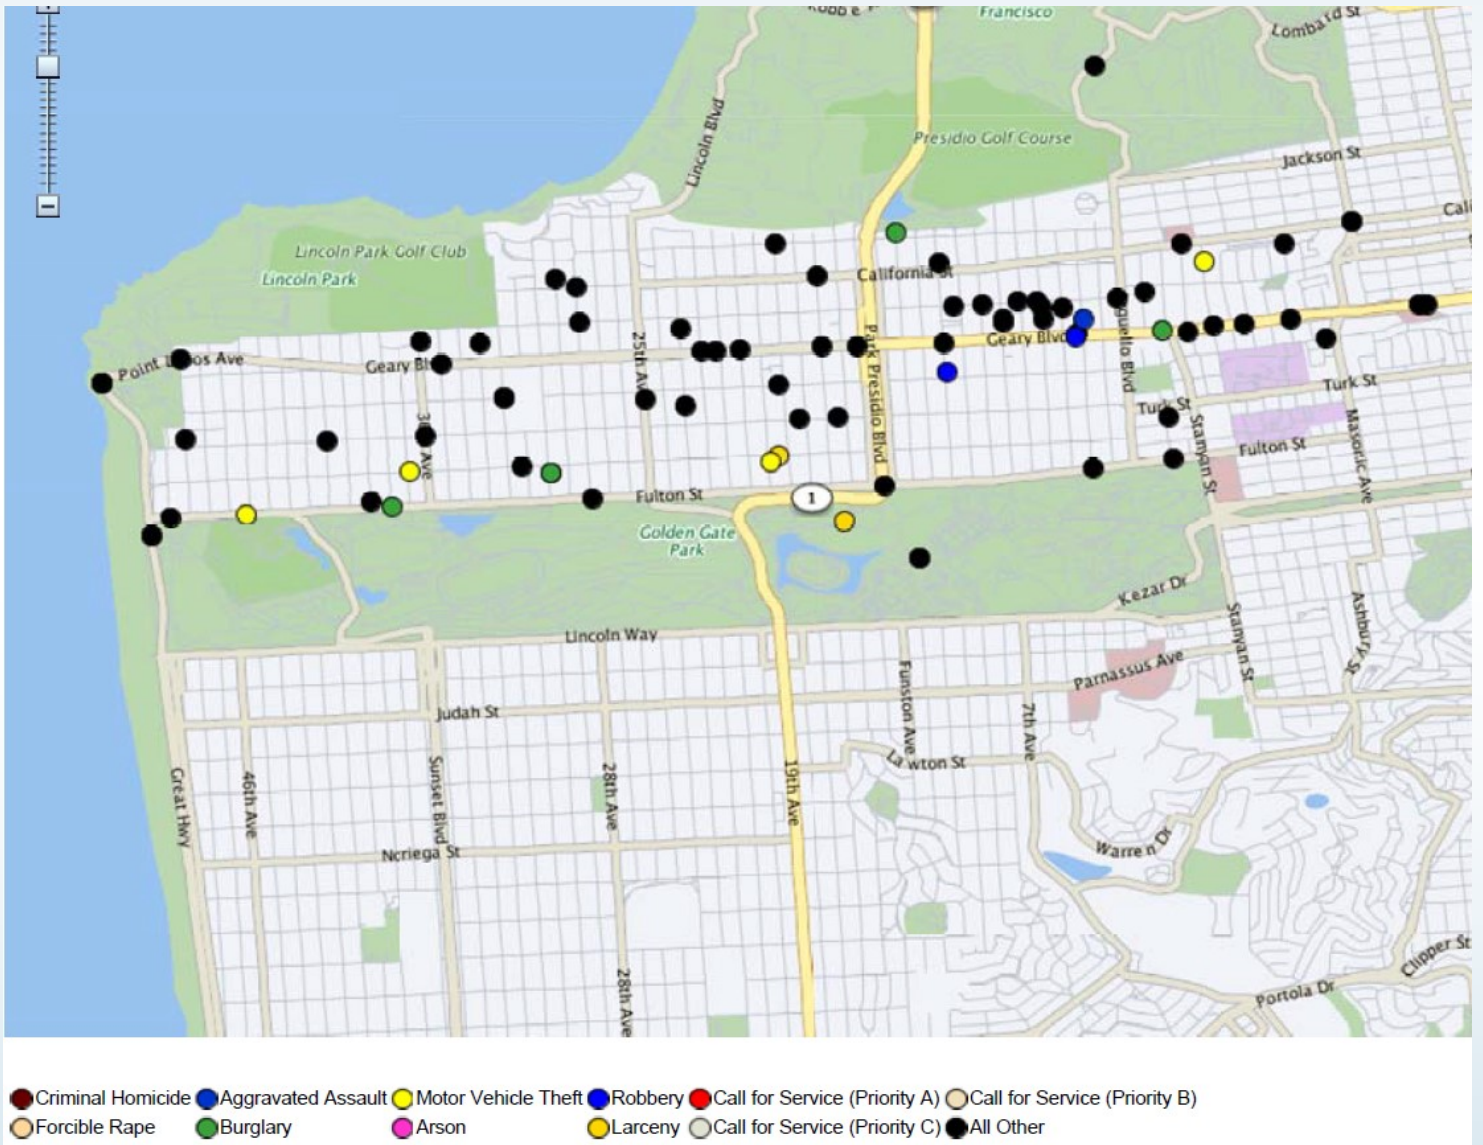 Francisco
Lombard St
Lincoln Blvd
Presidio Golf Course
Jackson St
Lincoln Park Golf Club
Lincoln Park
California St
Geary Blvd
25th Ave
Park Presidio Blvd
Geary Blvd
Turk St
Turk St
Fulton St
Stanyan St
Masonic Ave
Fulton St
1
Golden Gate
Park
Kezar Dr
Lincoln Way
Stanyan St
Ashbury St
Parnassus Ave
Funston Ave
7th Ave
Judah St
Lawton St
Great Hwy
46th Ave
Sunset Blvd
28th Ave
19th Ave
Warren Dr
Noriega St
Clipper St
28th Ave
Portola Dr
Criminal Homicide Aggravated Assault Motor Vehicle Theft Robbery Call for Service (Priority A) Call for Service (Priority B)
Forcible Rape Burglary Arson Larceny Call for Service (Priority C) All Other